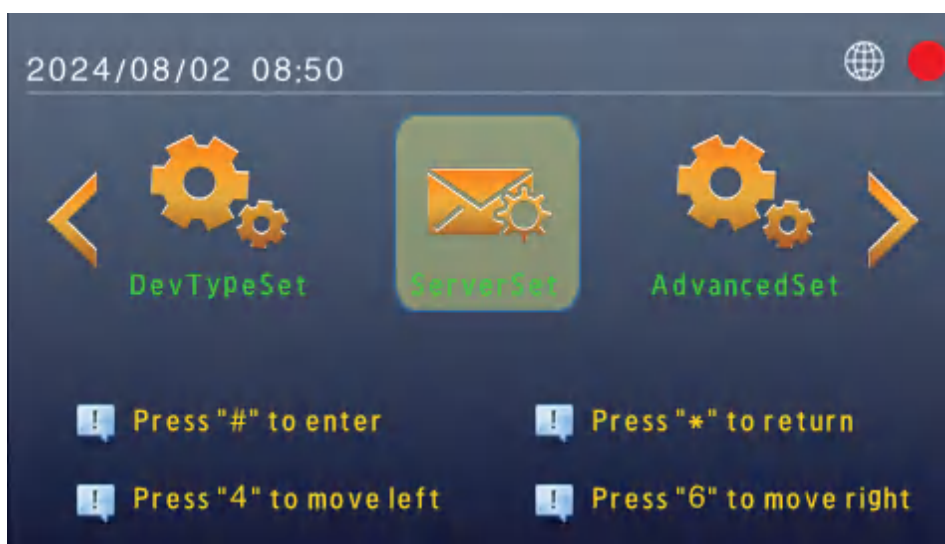 2024/08/02 08:50
DevTypeSet
ServerSet
AdvancedSet
Press "#" to enter
Press "*" to return
Press "4" to move left
Press "6" to move right